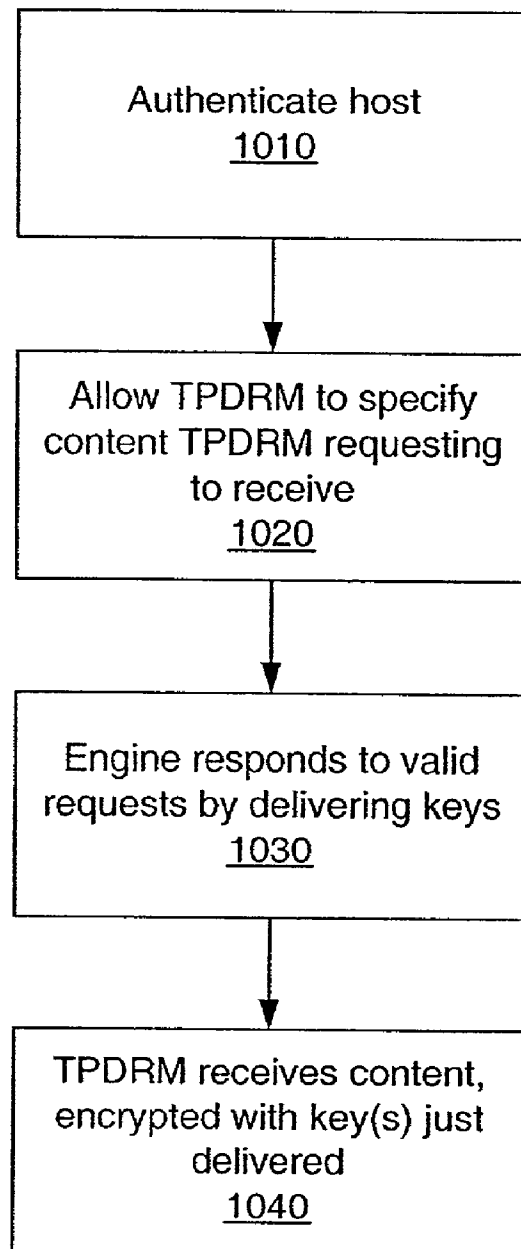 Authenticate host
1010
Allow TPDRM to specify
content TPDRM requesting
to receive
1020
Engine responds to valid
requests by delivering keys
1030
TPDRM receives content,
encrypted with key(s) just
delivered
1040